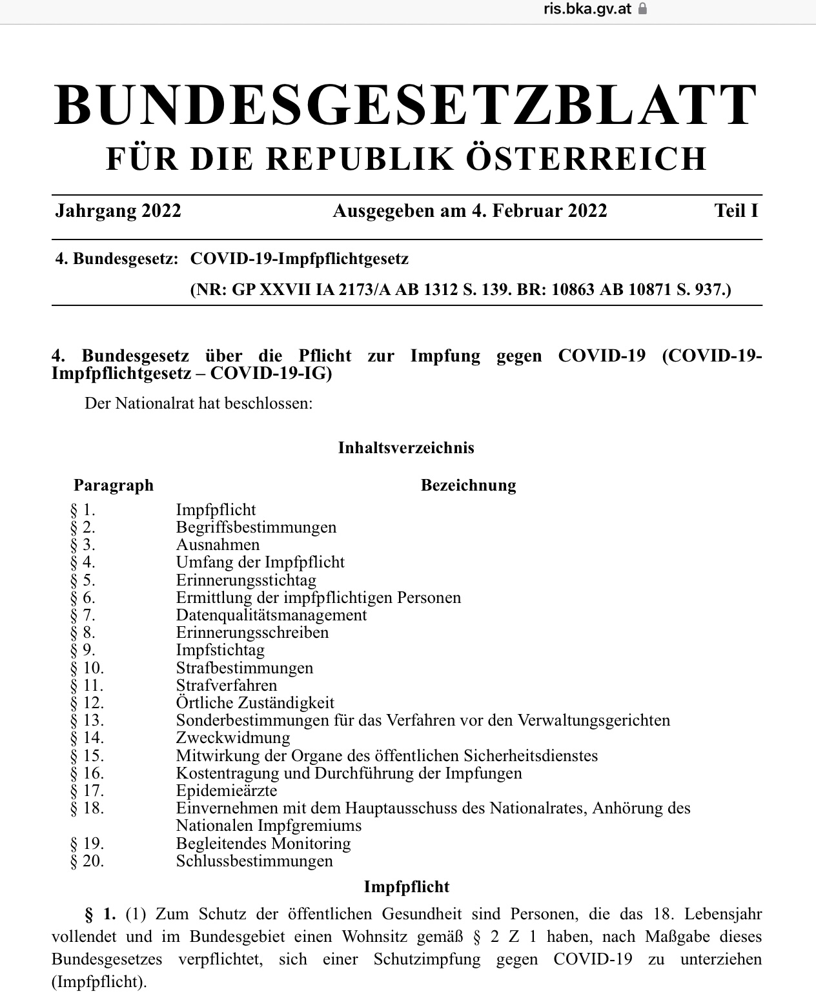 ris.bka.gv.at
BUNDESGESETZBLATT
FÜR DIE REPUBLIK ÖSTERREICH
Jahrgang 2022 Ausgegeben am 4. Februar 2022 Teil I
4. Bundesgesetz: COVID-19-Impfpflichtgesetz
(NR: GP XXVII IA 2173/A AB 1312 S. 139. BR: 10863 AB 10871 S. 937.)
4. Bundesgesetz über die Pflicht zur Impfung gegen COVID-19 (COVID-19-
Impfpflichtgesetz – COVID-19-IG)
Der Nationalrat hat beschlossen:
Inhaltsverzeichnis
Paragraph Bezeichnung
§ 1. Impfpflicht
§ 2. Begriffsbestimmungen
§ 3. Ausnahmen
§ 4. Umfang der Impfpflicht
§ 5. Erinnerungsstichtag
§ 6. Ermittlung der impfpflichtigen Personen
§ 7. Datenqualitätsmanagement
§ 8. Erinnerungsschreiben
§ 9. Impfstichtag
§ 10. Strafbestimmungen
§ 11. Strafverfahren
§ 12. Örtliche Zuständigkeit
§ 13. Sonderbestimmungen für das Verfahren vor den Verwaltungsgerichten
§ 14. Zweckwidmung
§ 15. Mitwirkung der Organe des öffentlichen Sicherheitsdienstes
§ 16. Kostentragung und Durchführung der Impfungen
§ 17. Epidemieärzte
§ 18. Einvernehmen mit dem Hauptausschuss des Nationalrates, Anhörung des
Nationalen Impfgremiums
§ 19. Begleitendes Monitoring
§ 20. Schlussbestimmungen
Impfpflicht
§ 1. (1) Zum Schutz der öffentlichen Gesundheit sind Personen, die das 18. Lebensjahr
vollendet und im Bundesgebiet einen Wohnsitz gemäß § 2 Z 1 haben, nach Maßgabe dieses
Bundesgesetzes verpflichtet, sich einer Schutzimpfung gegen COVID-19 zu unterziehen
(Impfpflicht).